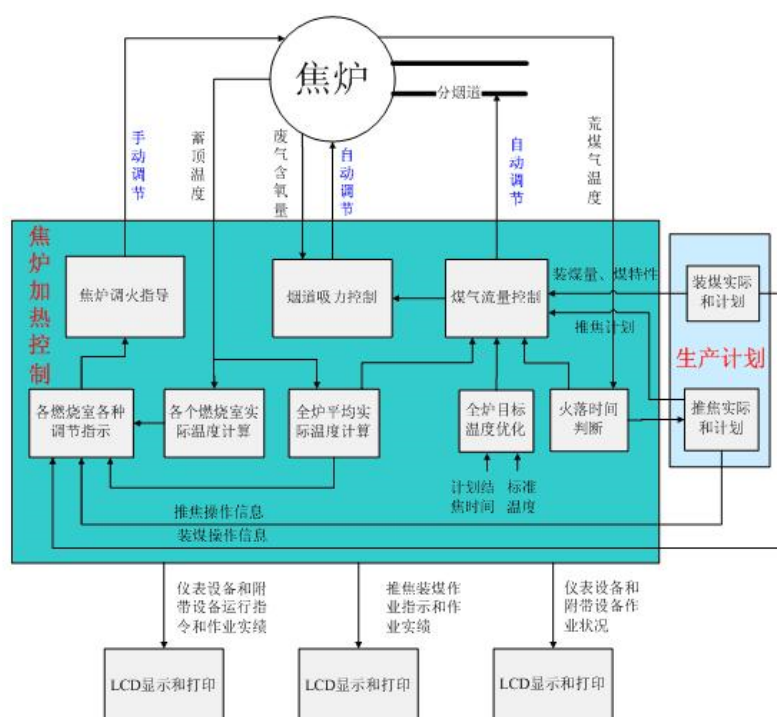 焦炉
分烟道
手动调节
蓄顶温度
废气含氧量
自动调节
自动调节
荒煤气温度
焦炉加热控制
焦炉调火指导
烟道吸力控制
煤气流量控制
装煤量、煤特性
推焦计划
装煤实际
和计划
生产计划
各燃烧室各种
调节指示
各个燃烧室实
际温度计算
全炉平均实
际温度计算
全炉目标
温度优化
火落时间
判断
推焦实际
和计划
计划结
焦时间
标准
温度
推焦操作信息
装煤操作信息
仪表设备和附
带设备运行指
令和作业实绩
推焦装煤作
业指示和作
业实绩
仪表设备和
附带设备作
业状况
LCD显示和打印
LCD显示和打印
LCD显示和打印